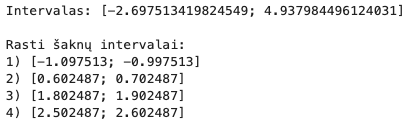 Intervalas: [-2.697513419824549; 4.937984496124031]
Rasti šaknų intervalai:
1) [-1.097513; -0.997513]
2) [0.602487; 0.702487]
3) [1.802487; 1.902487]
4) [2.502487; 2.602487]